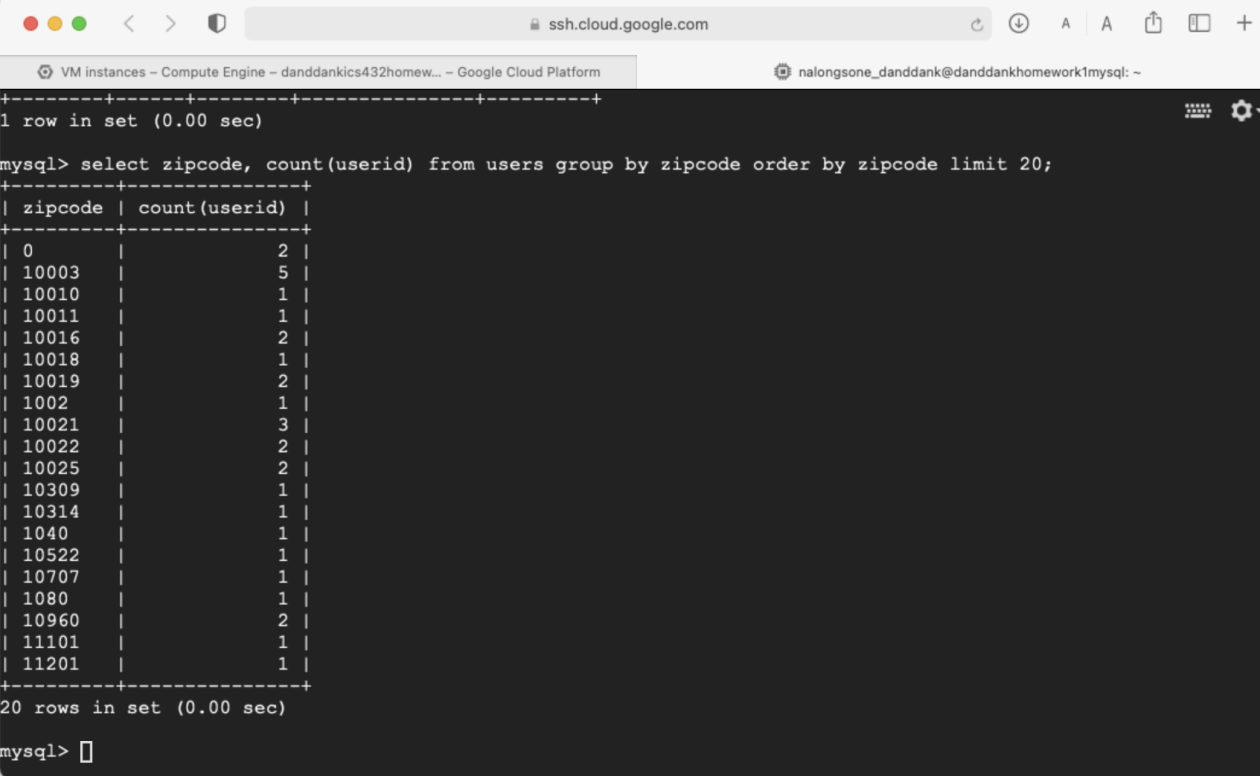 ssh.cloud.google.com
A A
VM instances – Compute Engine – danddankics432homew... – Google Cloud Platform
nalongsone_danddank@danddankhomework1mysql: ~
+--------+------+--------+---------------+---------+
1 row in set (0.00 sec)
mysql> select zipcode, count(userid) from users group by zipcode order by zipcode limit 20;
+---------+---------------+
| zipcode | count(userid) |
+---------+---------------+
| 0       |             2 |
| 10003   |             5 |
| 10010   |             1 |
| 10011   |             1 |
| 10016   |             2 |
| 10018   |             1 |
| 10019   |             2 |
| 1002    |             1 |
| 10021   |             3 |
| 10022   |             2 |
| 10025   |             2 |
| 10309   |             1 |
| 10314   |             1 |
| 1040    |             1 |
| 10522   |             1 |
| 10707   |             1 |
| 1080    |             1 |
| 10960   |             2 |
| 11101   |             1 |
| 11201   |             1 |
+---------+---------------+
20 rows in set (0.00 sec)
mysql>